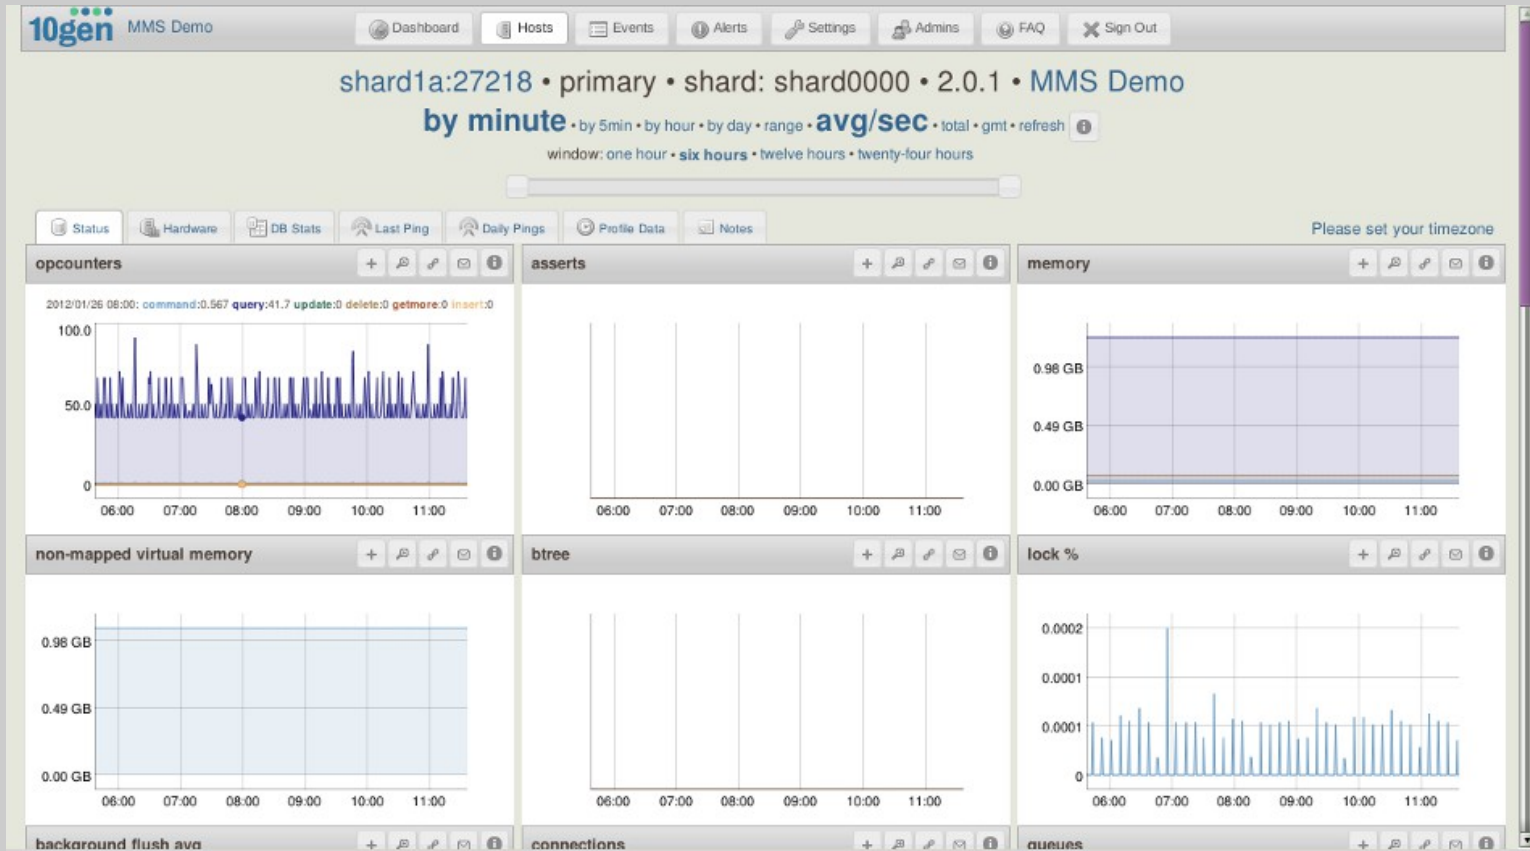 10gen MMS Demo Dashboard Hosts Events Alerts Settings Admins FAQ Sign Out
shard1a:27218 • primary • shard: shard0000 • 2.0.1 • MMS Demo
by minute • by 5min • by hour • by day • range • avg/sec • total • gmt • refresh
window: one hour • six hours • twelve hours • twenty-four hours
Status Hardware DB Stats Last Ping Daily Pings Profile Data Notes Please set your timezone
opcounters
2012/01/26 08:00: command:0.567 query:41.7 update:0 delete:0 getmore:0 insert:0
100.0
50.0
0
06:00 07:00 08:00 09:00 10:00 11:00
asserts
06:00 07:00 08:00 09:00 10:00 11:00
memory
0.98 GB
0.49 GB
0.00 GB
06:00 07:00 08:00 09:00 10:00 11:00
non-mapped virtual memory
0.98 GB
0.49 GB
0.00 GB
06:00 07:00 08:00 09:00 10:00 11:00
btree
06:00 07:00 08:00 09:00 10:00 11:00
lock %
0.0002
0.0001
0.0001
0
06:00 07:00 08:00 09:00 10:00 11:00
background flush avg
connections
queues